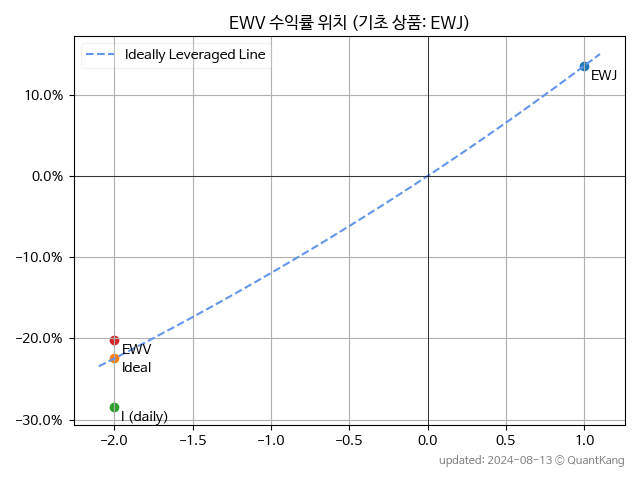 EWV 수익률 위치 (기초 상품: EWJ)
Ideally Leveraged Line
EWJ
10.0%
0.0%
-10.0%
-20.0%
-30.0%
EWV
Ideal
I (daily)
-2.0 -1.5 -1.0 -0.5 0.0 0.5 1.0
updated: 2024-08-13 © QuantKang